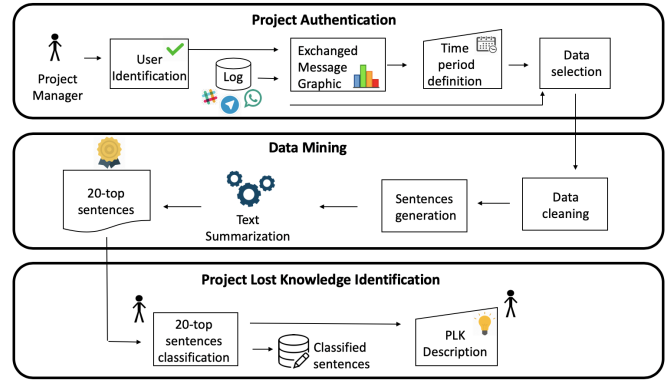 Project Authentication
Project
Manager
User
Identification
Log
Exchanged
Message
Graphic
Time
period
definition
Data
selection
Data Mining
20-top
sentences
Text
Summarization
Sentences
generation
Data
cleaning
Project Lost Knowledge Identification
20-top
sentences
classification
Classified
sentences
PLK
Description